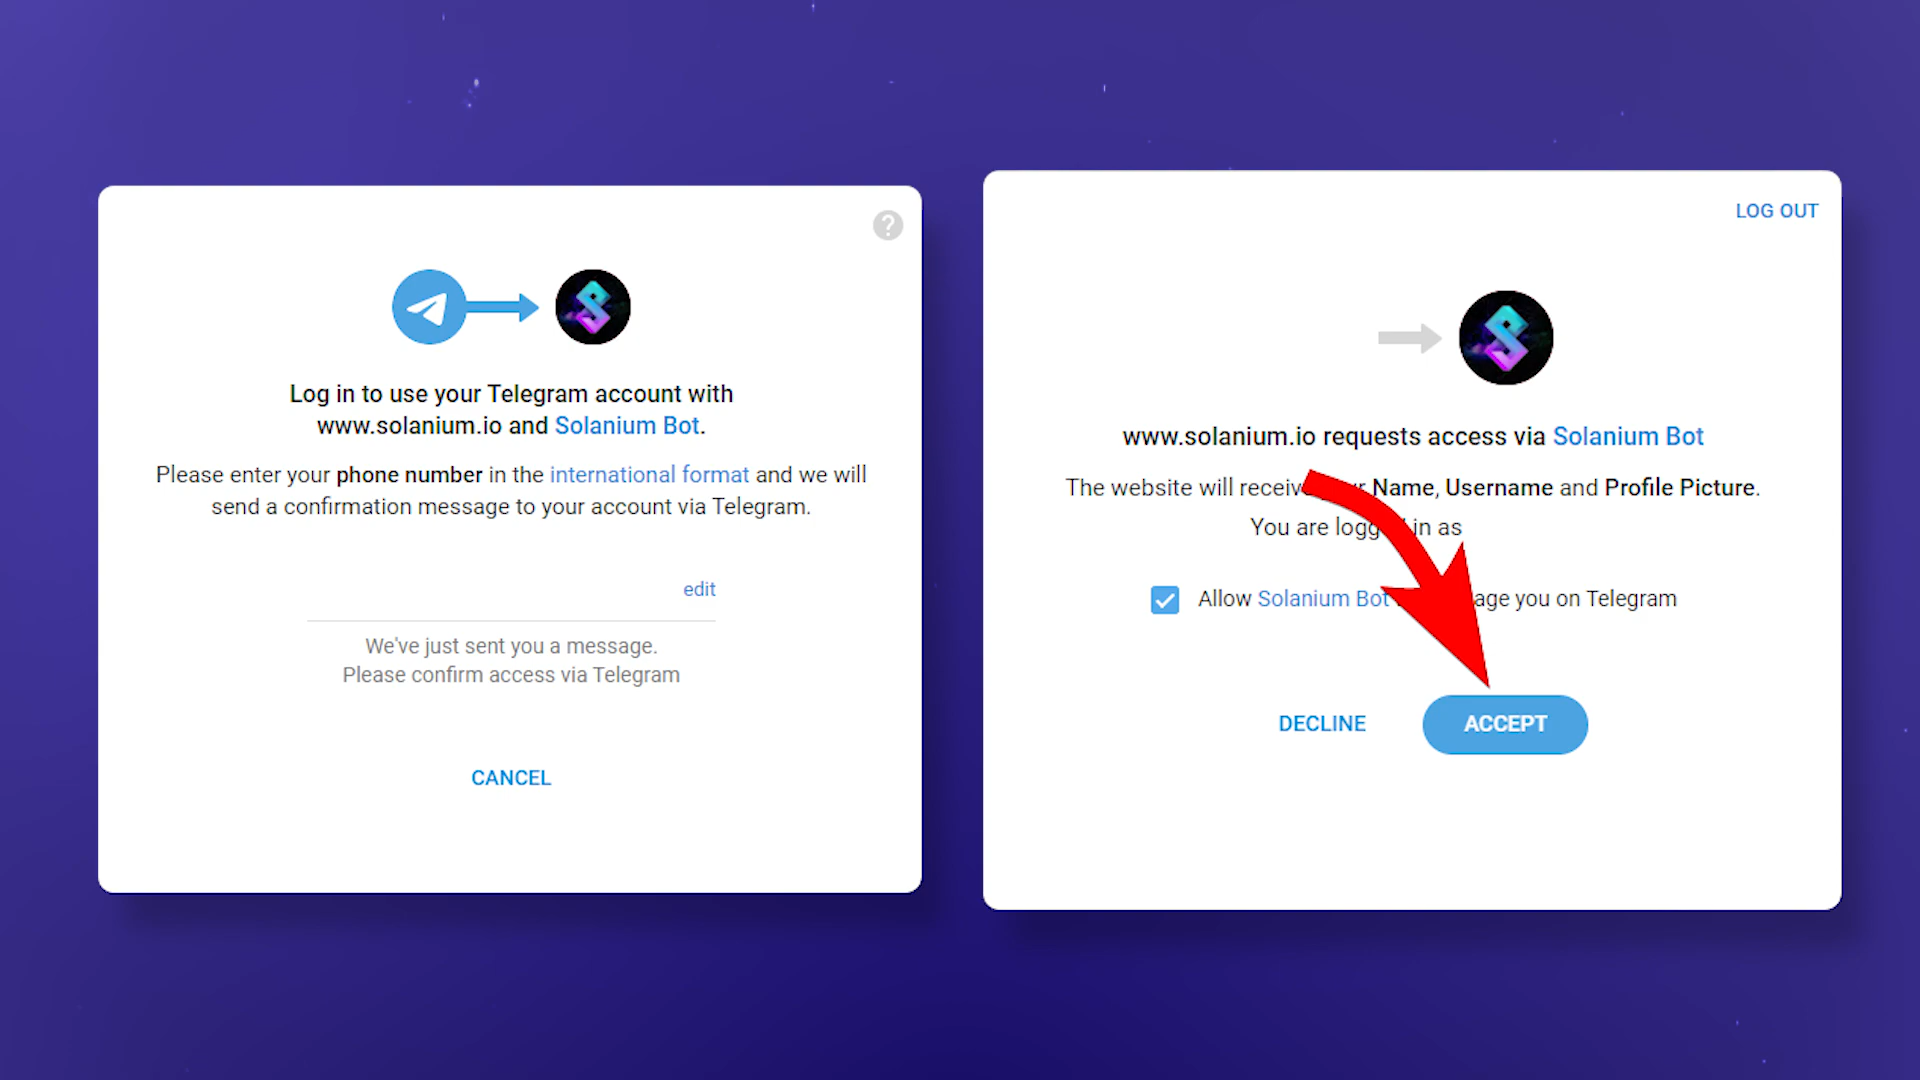 Log in to use your Telegram account with
www.solanium.io and Solanium Bot.
Please enter your phone number in the international format and we will
send a confirmation message to your account via Telegram.
edit
We've just sent you a message.
Please confirm access via Telegram
CANCEL
LOG OUT
www.solanium.io requests access via Solanium Bot
The website will receive Name, Username and Profile Picture.
You are logged in as
Allow Solanium Bot you on Telegram
DECLINE
ACCEPT